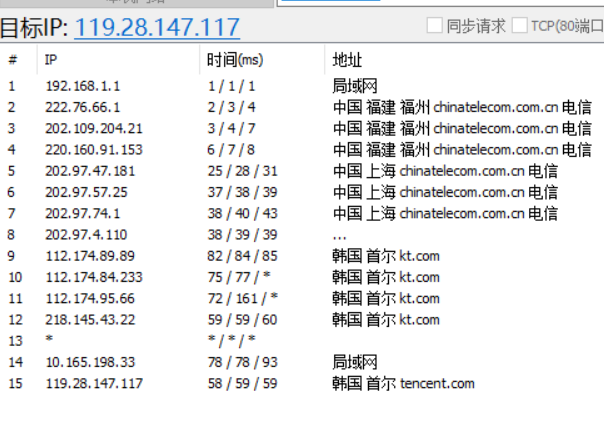 目标IP: 119.28.147.117 同步请求 TCP(80端口
# IP 时间(ms) 地址
1 192.168.1.1 1 / 1 / 1 局域网
2 222.76.66.1 2 / 3 / 4 中国 福建 福州 chinatelecom.com.cn 电信
3 202.109.204.21 3 / 4 / 7 中国 福建 福州 chinatelecom.com.cn 电信
4 220.160.91.153 6 / 7 / 8 中国 福建 福州 chinatelecom.com.cn 电信
5 202.97.47.181 25 / 28 / 31 中国 上海 chinatelecom.com.cn 电信
6 202.97.57.25 37 / 38 / 39 中国 上海 chinatelecom.com.cn 电信
7 202.97.74.1 38 / 40 / 43 中国 上海 chinatelecom.com.cn 电信
8 202.97.4.110 38 / 39 / 39 ...
9 112.174.89.89 82 / 84 / 85 韩国 首尔 kt.com
10 112.174.84.233 75 / 77 / * 韩国 首尔 kt.com
11 112.174.95.66 72 / 161 / * 韩国 首尔 kt.com
12 218.145.43.22 59 / 59 / 60 韩国 首尔 kt.com
13 * * / * / *
14 10.165.198.33 78 / 78 / 93 局域网
15 119.28.147.117 58 / 59 / 59 韩国 首尔 tencent.com